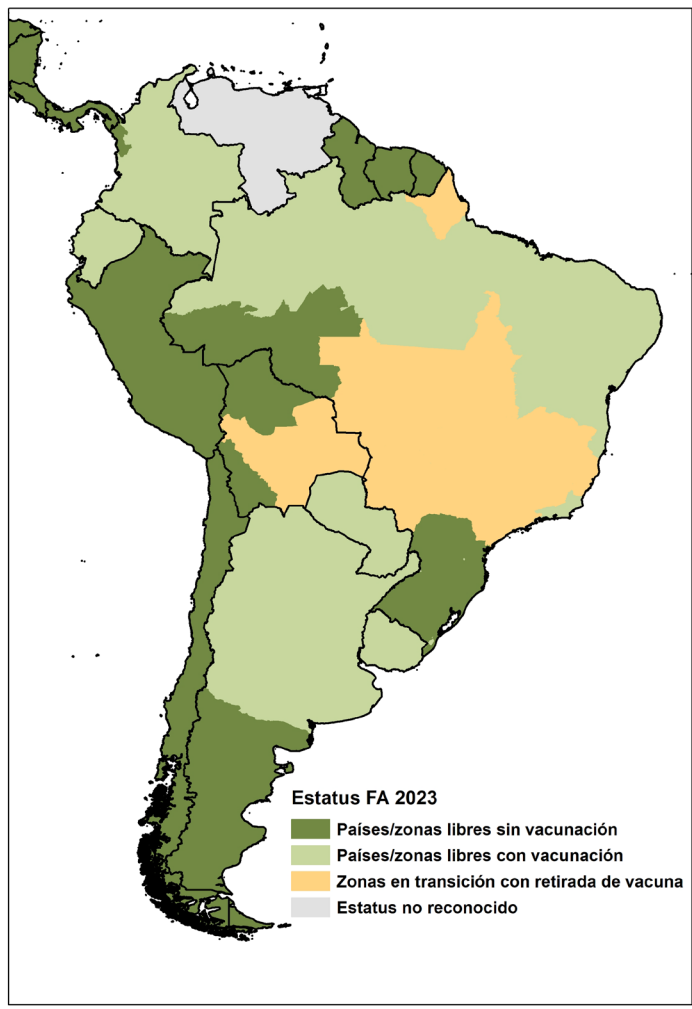 Estatus FA 2023
Países/zonas libres sin vacunación
Países/zonas libres con vacunación
Zonas en transición con retirada de vacuna
Estatus no reconocido